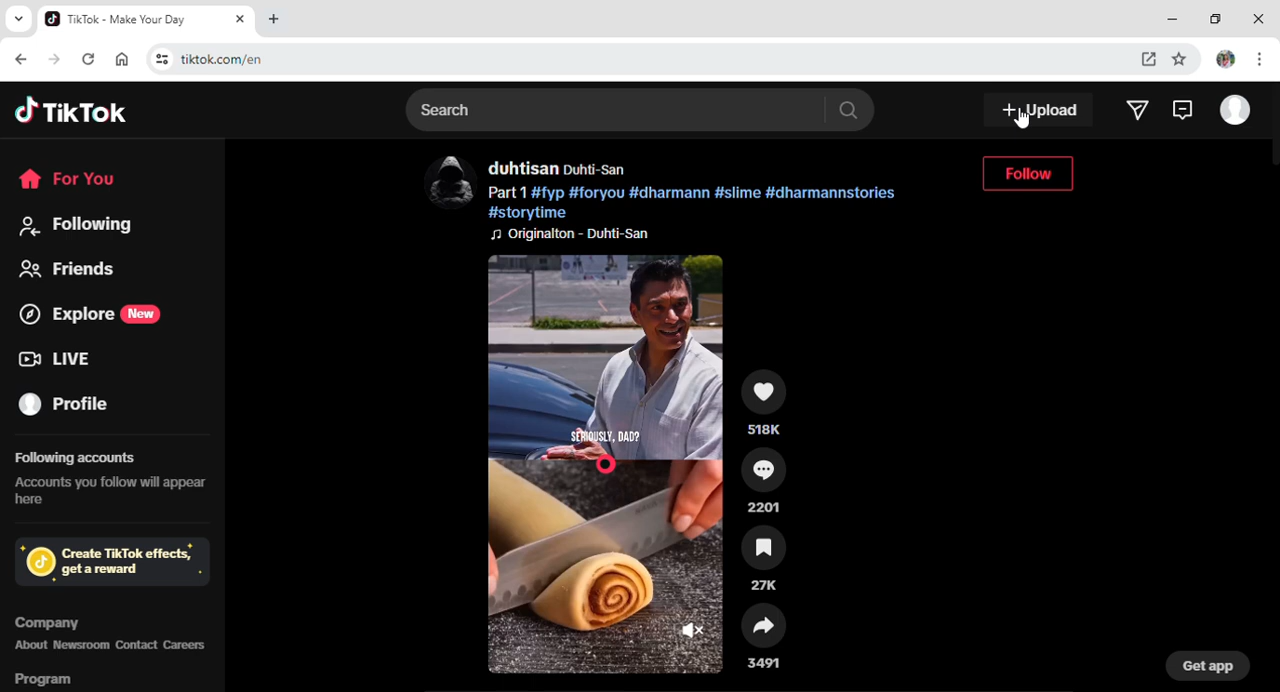 TikTok - Make Your Day
tiktok.com/en
TikTok
Search
Upload
For You
Following
Friends
Explore New
LIVE
Profile
Following accounts
Accounts you follow will appear
here
Create TikTok effects,
get a reward
Company
About Newsroom Contact Careers
Program
duhtisan Duhti-San
Follow
Part 1 #fyp #foryou #dharmann #slime #dharmannstories
#storytime
♫ Originalton - Duhti-San
SERIOUSLY, DAD?
518K
2201
27K
3491
Get app